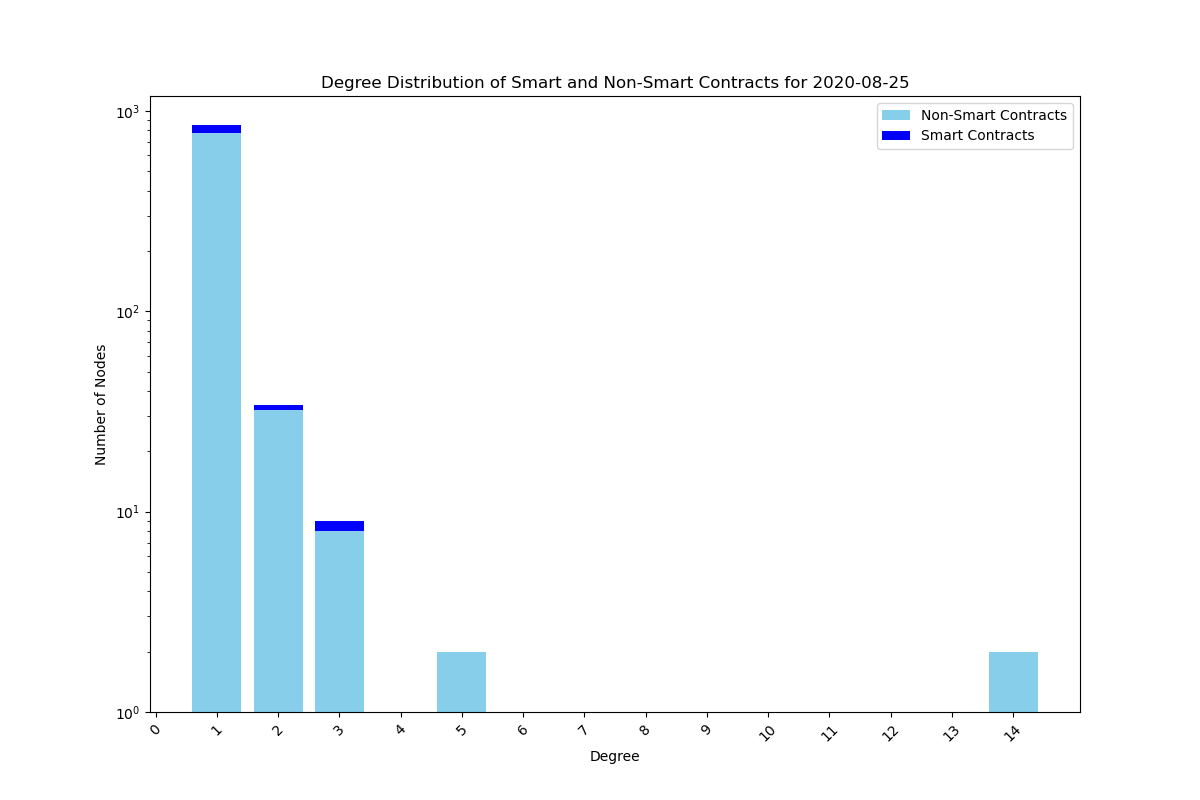 Degree Distribution of Smart and Non-Smart Contracts for 2020-08-25
Non-Smart Contracts
Smart Contracts
Number of Nodes
10³
10²
10¹
10⁰
0 1 2 3 4 5 6 7 8 9 10 11 12 13 14
Degree